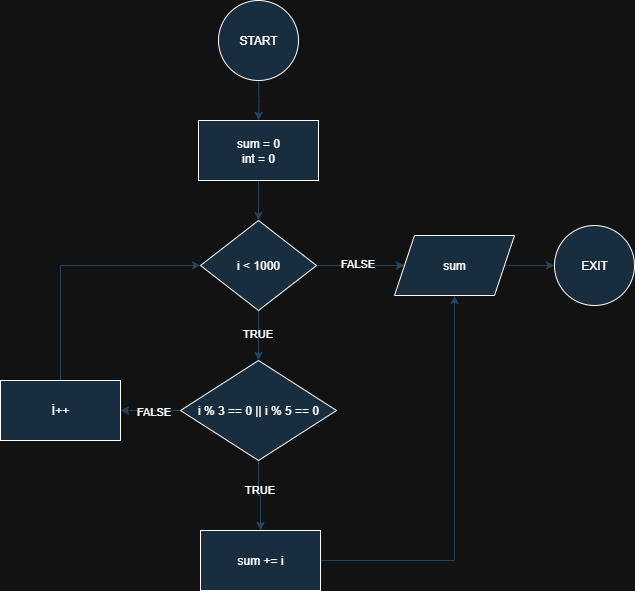 START
sum = 0
int = 0
i < 1000
FALSE
sum
EXIT
TRUE
i++
FALSE
i % 3 == 0 || i % 5 == 0
TRUE
sum += i